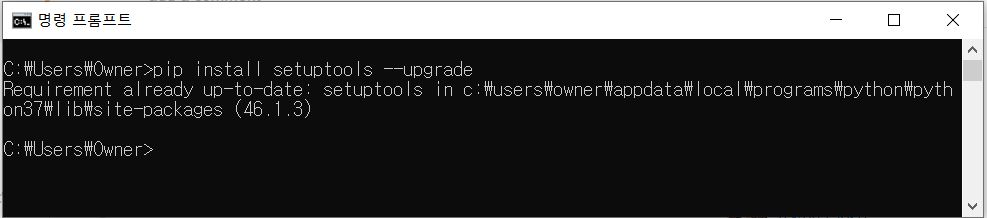 명령 프롬프트
C:₩Users₩Owner>pip install setuptools --upgrade
Requirement already up-to-date: setuptools in c:₩users₩owner₩appdata₩local₩programs₩python₩pyth
on37₩lib₩site-packages (46.1.3)
C:₩Users₩Owner>